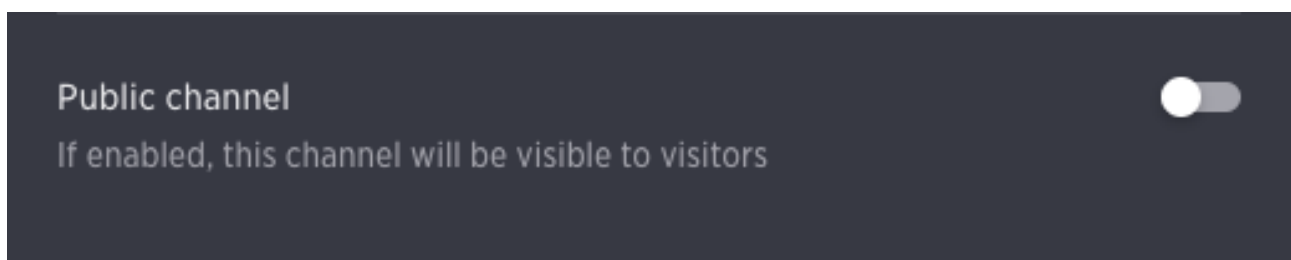 Public channel
If enabled, this channel will be visible to visitors